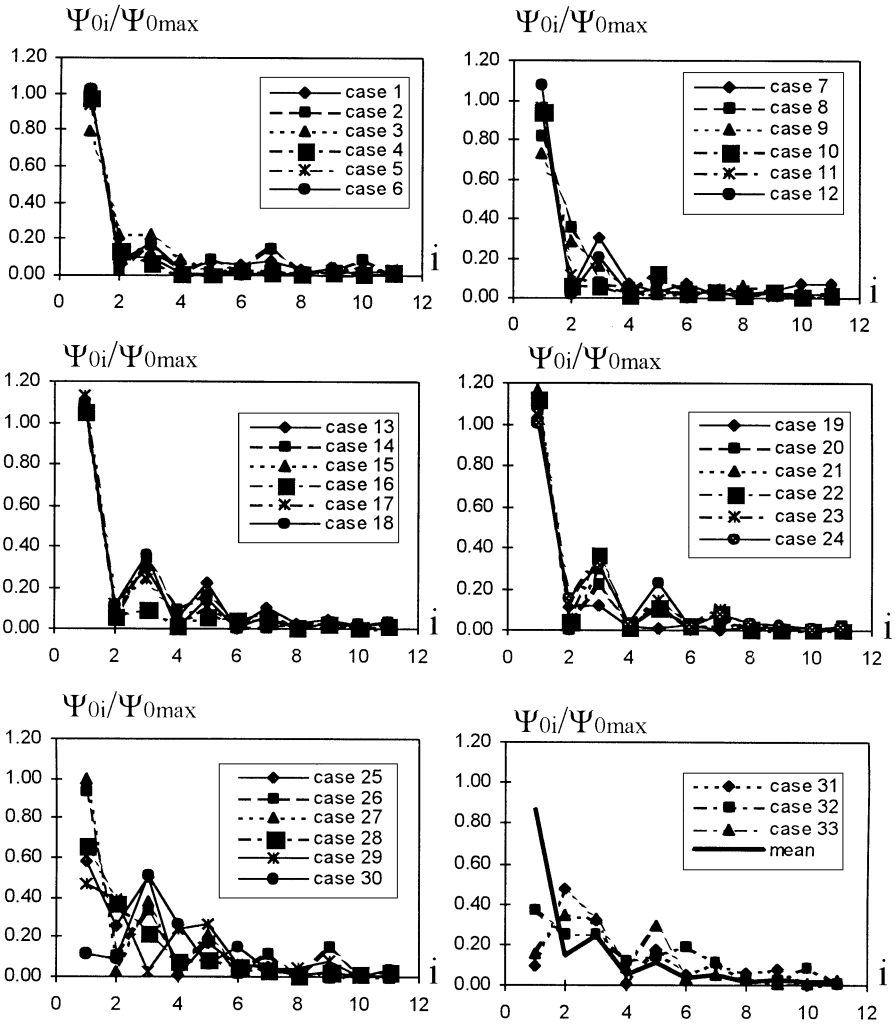 Ψ0i/Ψ0max
1.20
1.00
0.80
0.60
0.40
0.20
0.00
0 2 4 6 8 10 12
i
case 1
case 2
case 3
case 4
case 5
case 6
Ψ0i/Ψ0max
1.20
1.00
0.80
0.60
0.40
0.20
0.00
0 2 4 6 8 10 12
i
case 7
case 8
case 9
case 10
case 11
case 12
Ψ0i/Ψ0max
1.20
1.00
0.80
0.60
0.40
0.20
0.00
0 2 4 6 8 10 12
i
case 13
case 14
case 15
case 16
case 17
case 18
Ψ0i/Ψ0max
1.20
1.00
0.80
0.60
0.40
0.20
0.00
0 2 4 6 8 10 12
i
case 19
case 20
case 21
case 22
case 23
case 24
Ψ0i/Ψ0max
1.20
1.00
0.80
0.60
0.40
0.20
0.00
0 2 4 6 8 10 12
i
case 25
case 26
case 27
case 28
case 29
case 30
Ψ0i/Ψ0max
1.20
1.00
0.80
0.60
0.40
0.20
0.00
0 2 4 6 8 10 12
i
case 31
case 32
case 33
mean